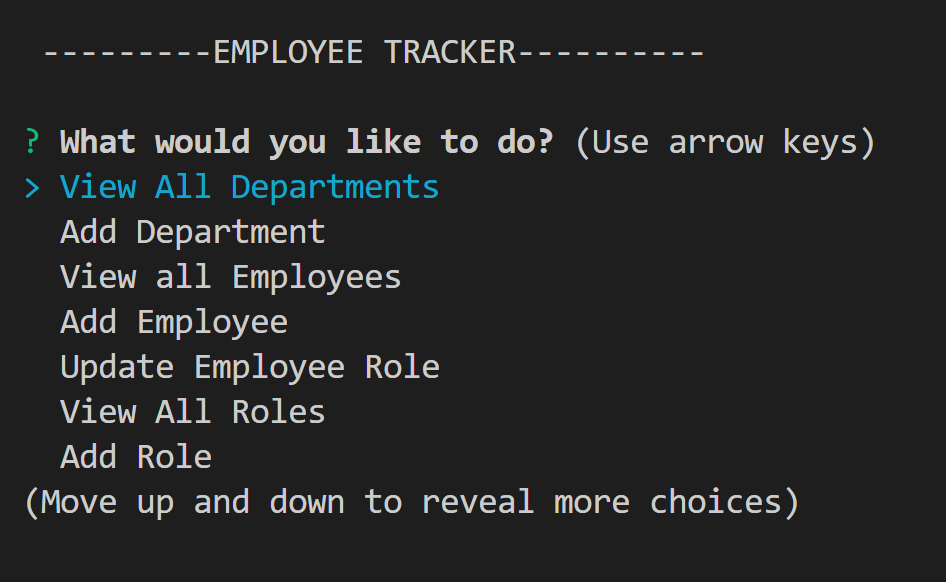 ---------EMPLOYEE TRACKER----------
? What would you like to do? (Use arrow keys)
> View All Departments
Add Department
View all Employees
Add Employee
Update Employee Role
View All Roles
Add Role
(Move up and down to reveal more choices)